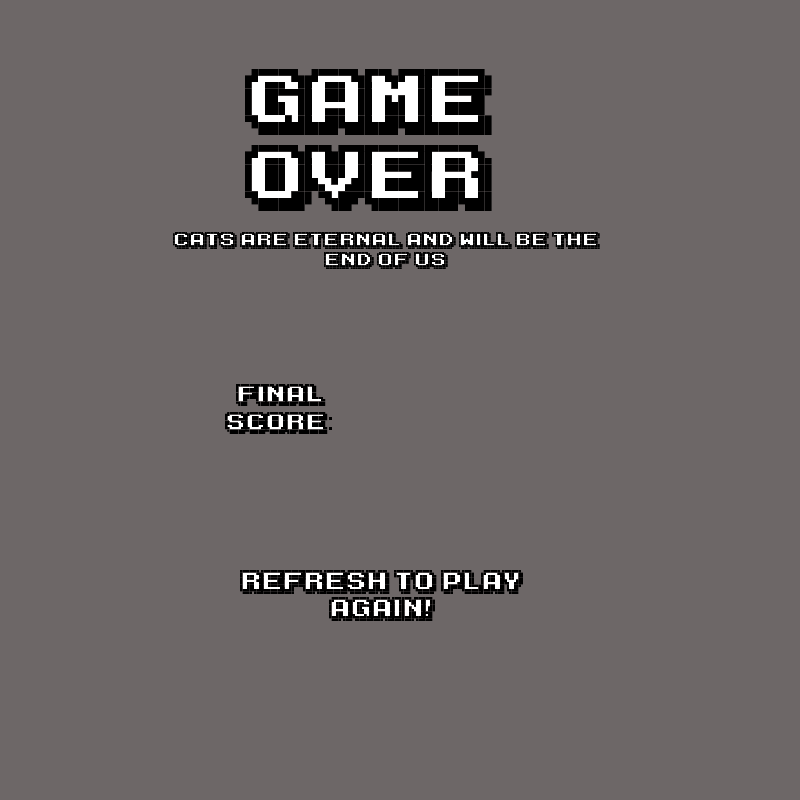 GAME
OVER
CATS ARE ETERNAL AND WILL BE THE
END OF US
FINAL
SCORE:
REFRESH TO PLAY
AGAIN!